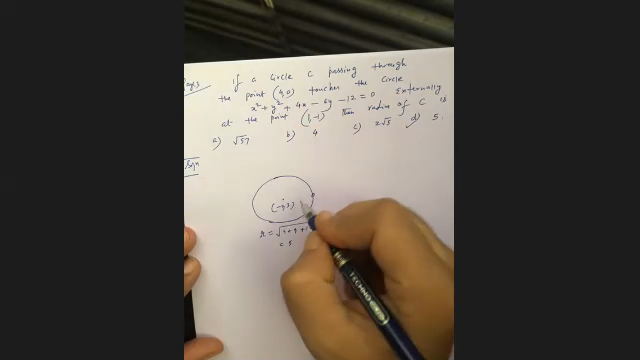 If a Circle C passing through
the point (4,0) touches the Circle
x² + y² + 4x - 6y - 12 = 0 Externally
at the point (1,-1) Then radius of C is
a) √57 b) 4 c) 2√5 d) 5.
(-2,3)
r = √4+9+1
= 5
TECHNO